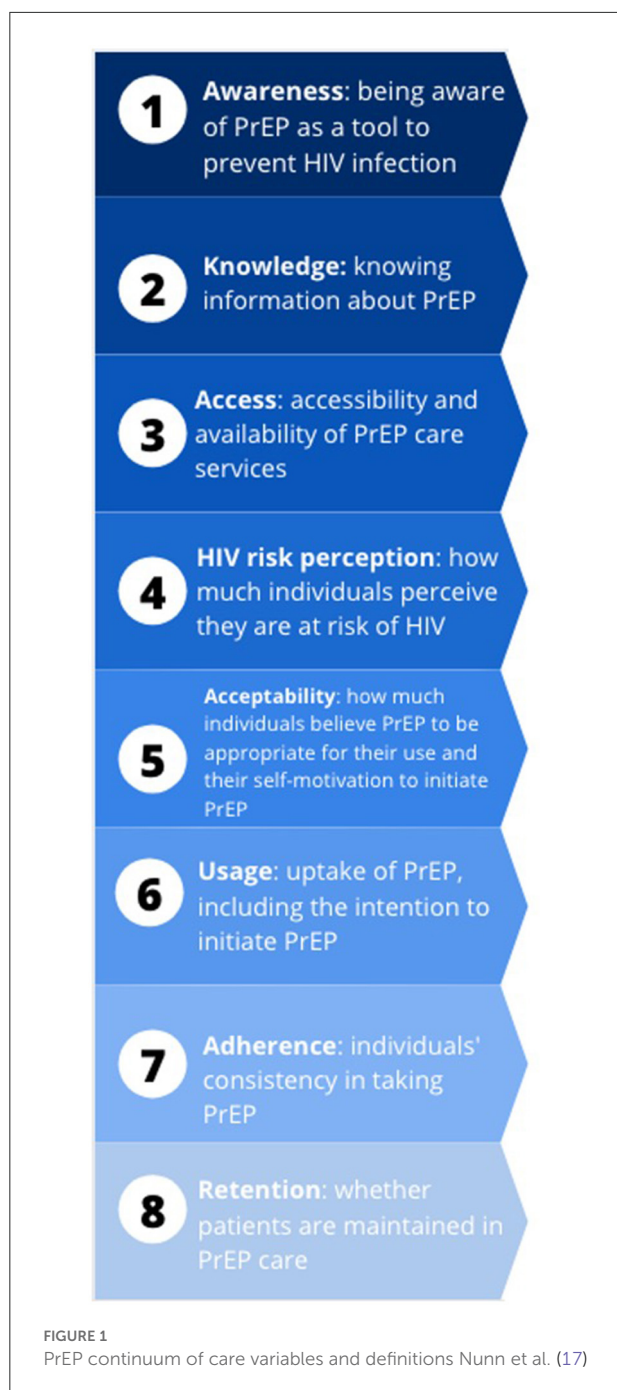 1
Awareness: being aware
of PrEP as a tool to
prevent HIV infection
2
Knowledge: knowing
information about PrEP
3
Access: accessibility and
availability of PrEP care
services
4
HIV risk perception: how
much individuals perceive
they are at risk of HIV
5
Acceptability: how much
individuals believe PrEP to be
appropriate for their use and
their self-motivation to initiate
PrEP
6
Usage: uptake of PrEP,
including the intention to
initiate PrEP
7
Adherence: individuals'
consistency in taking
PrEP
8
Retention: whether
patients are maintained in
PrEP care
FIGURE 1
PrEP continuum of care variables and definitions Nunn et al. (17)